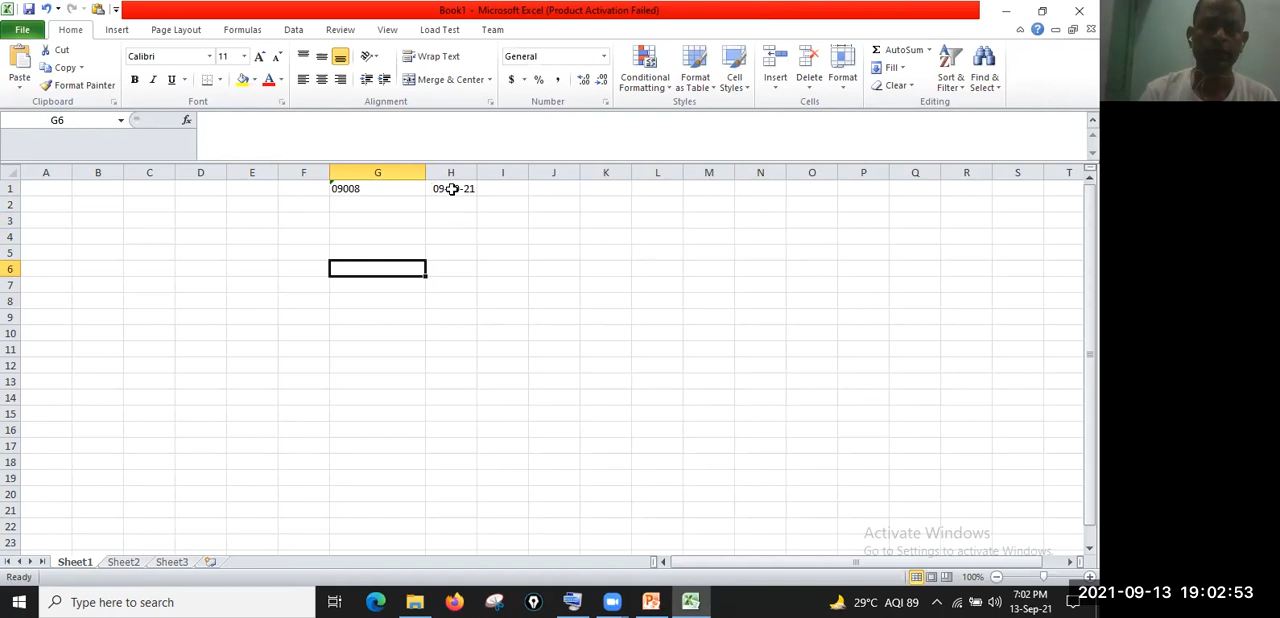 Book1 - Microsoft Excel (Product Activation Failed)
File Home Insert Page Layout Formulas Data Review View Load Test Team
Cut
Copy
Format Painter
Paste
Clipboard
Calibri 11
B I U
Font
Wrap Text
Merge & Center
Alignment
General
$ % ,
Number
Conditional Formatting
Format as Table
Cell Styles
Styles
Insert Delete Format
Cells
AutoSum
Fill
Clear
Sort & Filter
Find & Select
Editing
G6 fx
A B C D E F G H I J K L M N O P Q R S T
1 09008
2
3
4
5
6
7
8
9
10
11
12
13
14
15
16
17
18
19
20
21
22
23
Activate Windows
Go to Settings to activate Windows.
Sheet1 Sheet2 Sheet3
Ready 100%
Type here to search
29°C AQI 89
7:02 PM
13-Sep-21
2021-09-13 19:02:53